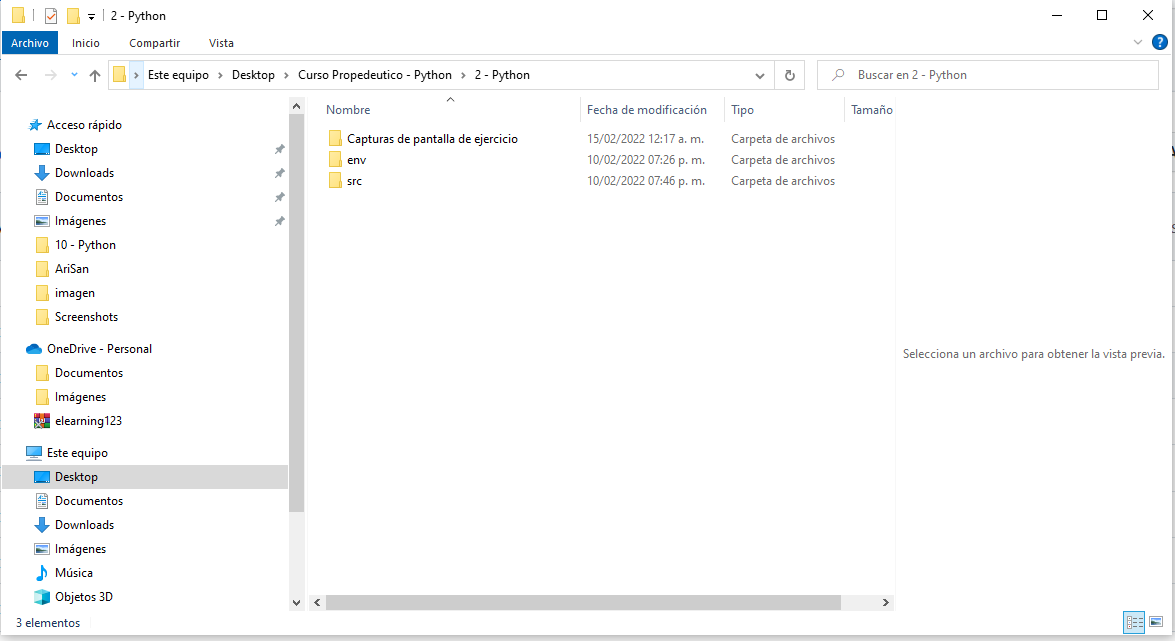 2 - Python
Archivo Inicio Compartir Vista
Este equipo Desktop Curso Propedeutico - Python 2 - Python
Buscar en 2 - Python
Acceso rápido
Desktop
Downloads
Documentos
Imágenes
10 - Python
AriSan
imagen
Screenshots
OneDrive - Personal
Documentos
Imágenes
elearning123
Este equipo
Desktop
Documentos
Downloads
Imágenes
Música
Objetos 3D
Nombre Fecha de modificación Tipo Tamaño
Capturas de pantalla de ejercicio 15/02/2022 12:17 a. m. Carpeta de archivos
env 10/02/2022 07:26 p. m. Carpeta de archivos
src 10/02/2022 07:46 p. m. Carpeta de archivos
Selecciona un archivo para obtener la vista previa.
3 elementos